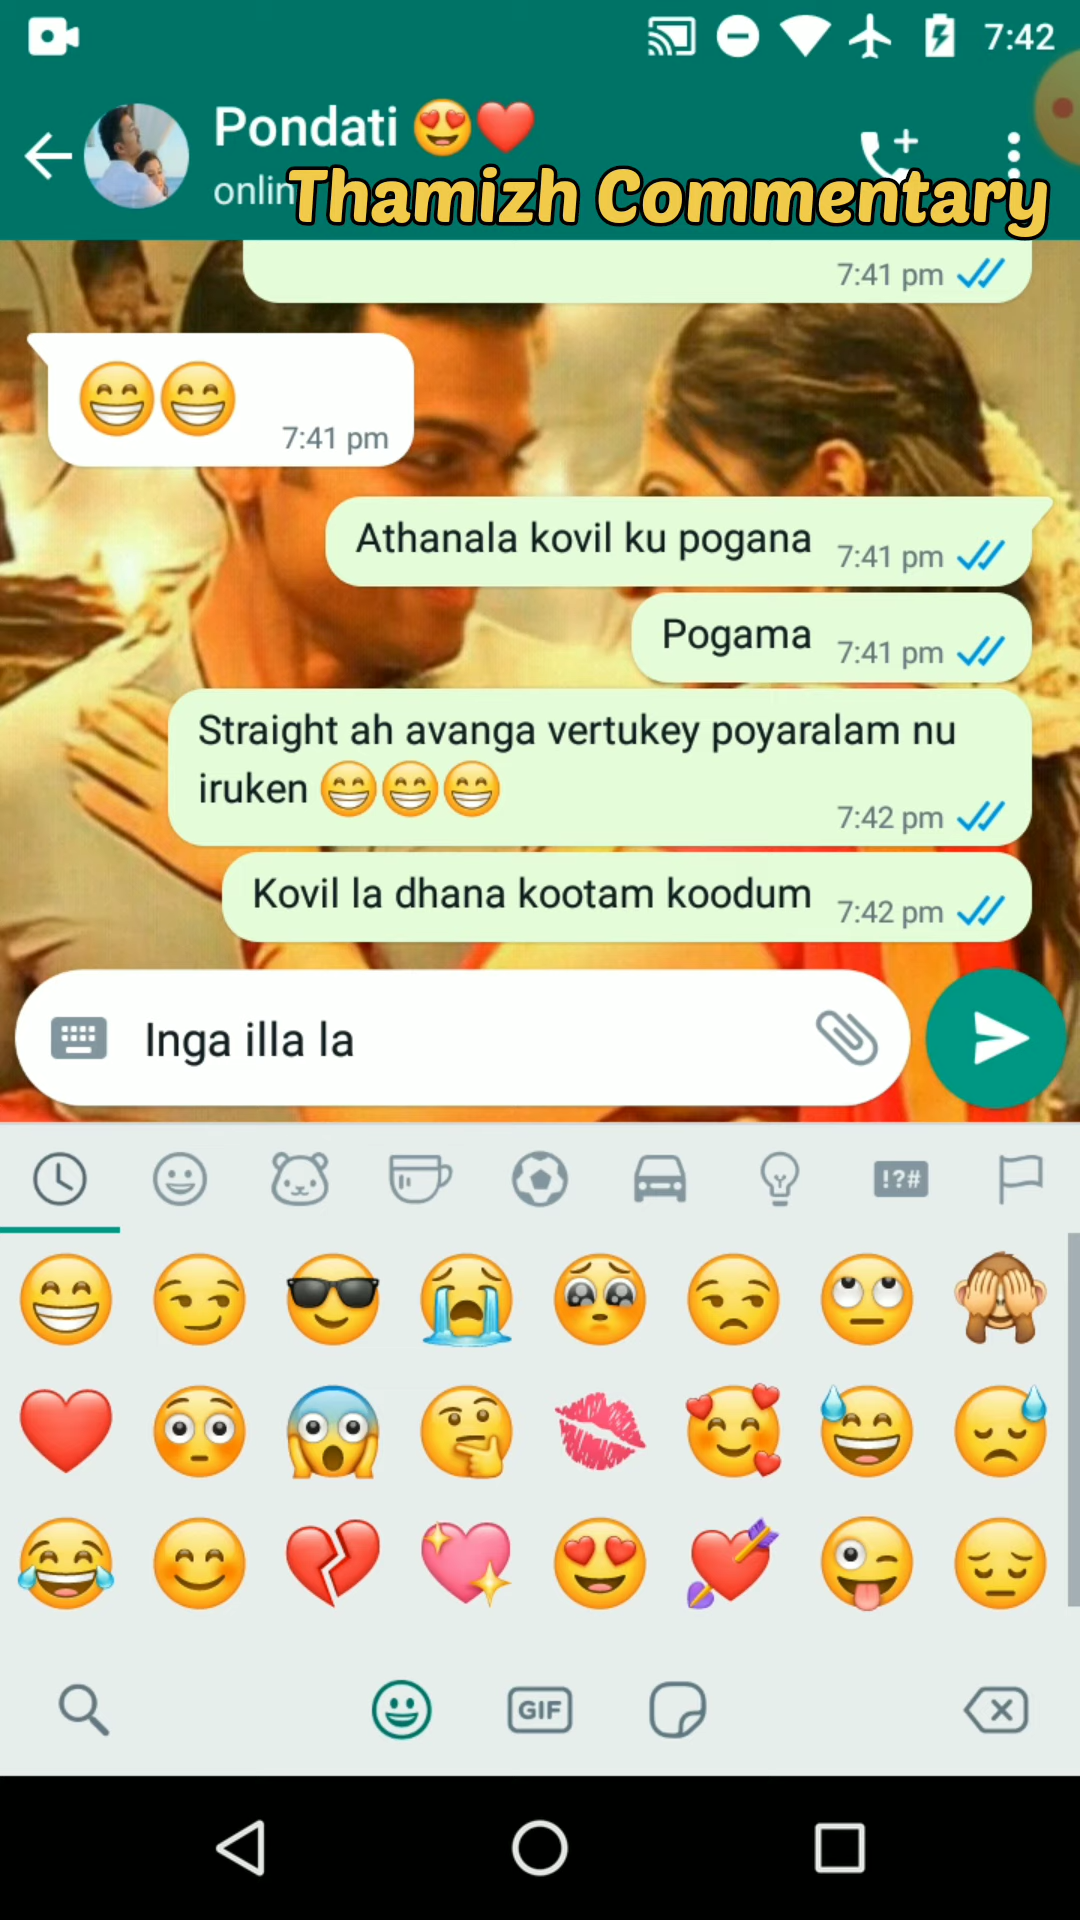 7:42
Pondati 😍❤️
onlin
Thamizh Commentary
7:41 pm
😁😁
7:41 pm
Athanala kovil ku pogana
7:41 pm
Pogama
7:41 pm
Straight ah avanga vertukey poyaralam nu
iruken 😁😁😁
7:42 pm
Kovil la dhana kootam koodum
7:42 pm
Inga illa la
!?#
GIF